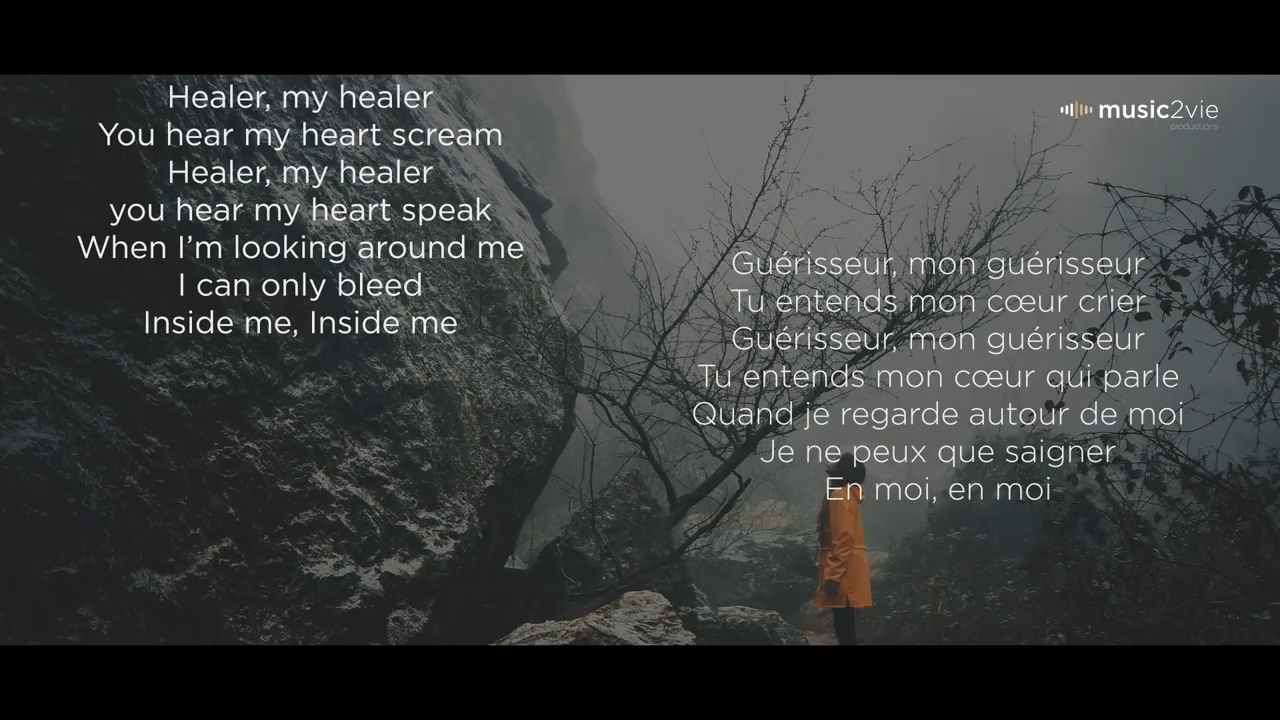 Healer, my healer
You hear my heart scream
Healer, my healer
you hear my heart speak
When I’m looking around me
I can only bleed
Inside me, Inside me
music2vie
productions
Guérisseur, mon guérisseur
Tu entends mon cœur crier
Guérisseur, mon guérisseur
Tu entends mon cœur qui parle
Quand je regarde autour de moi
Je ne peux que saigner
En moi, en moi